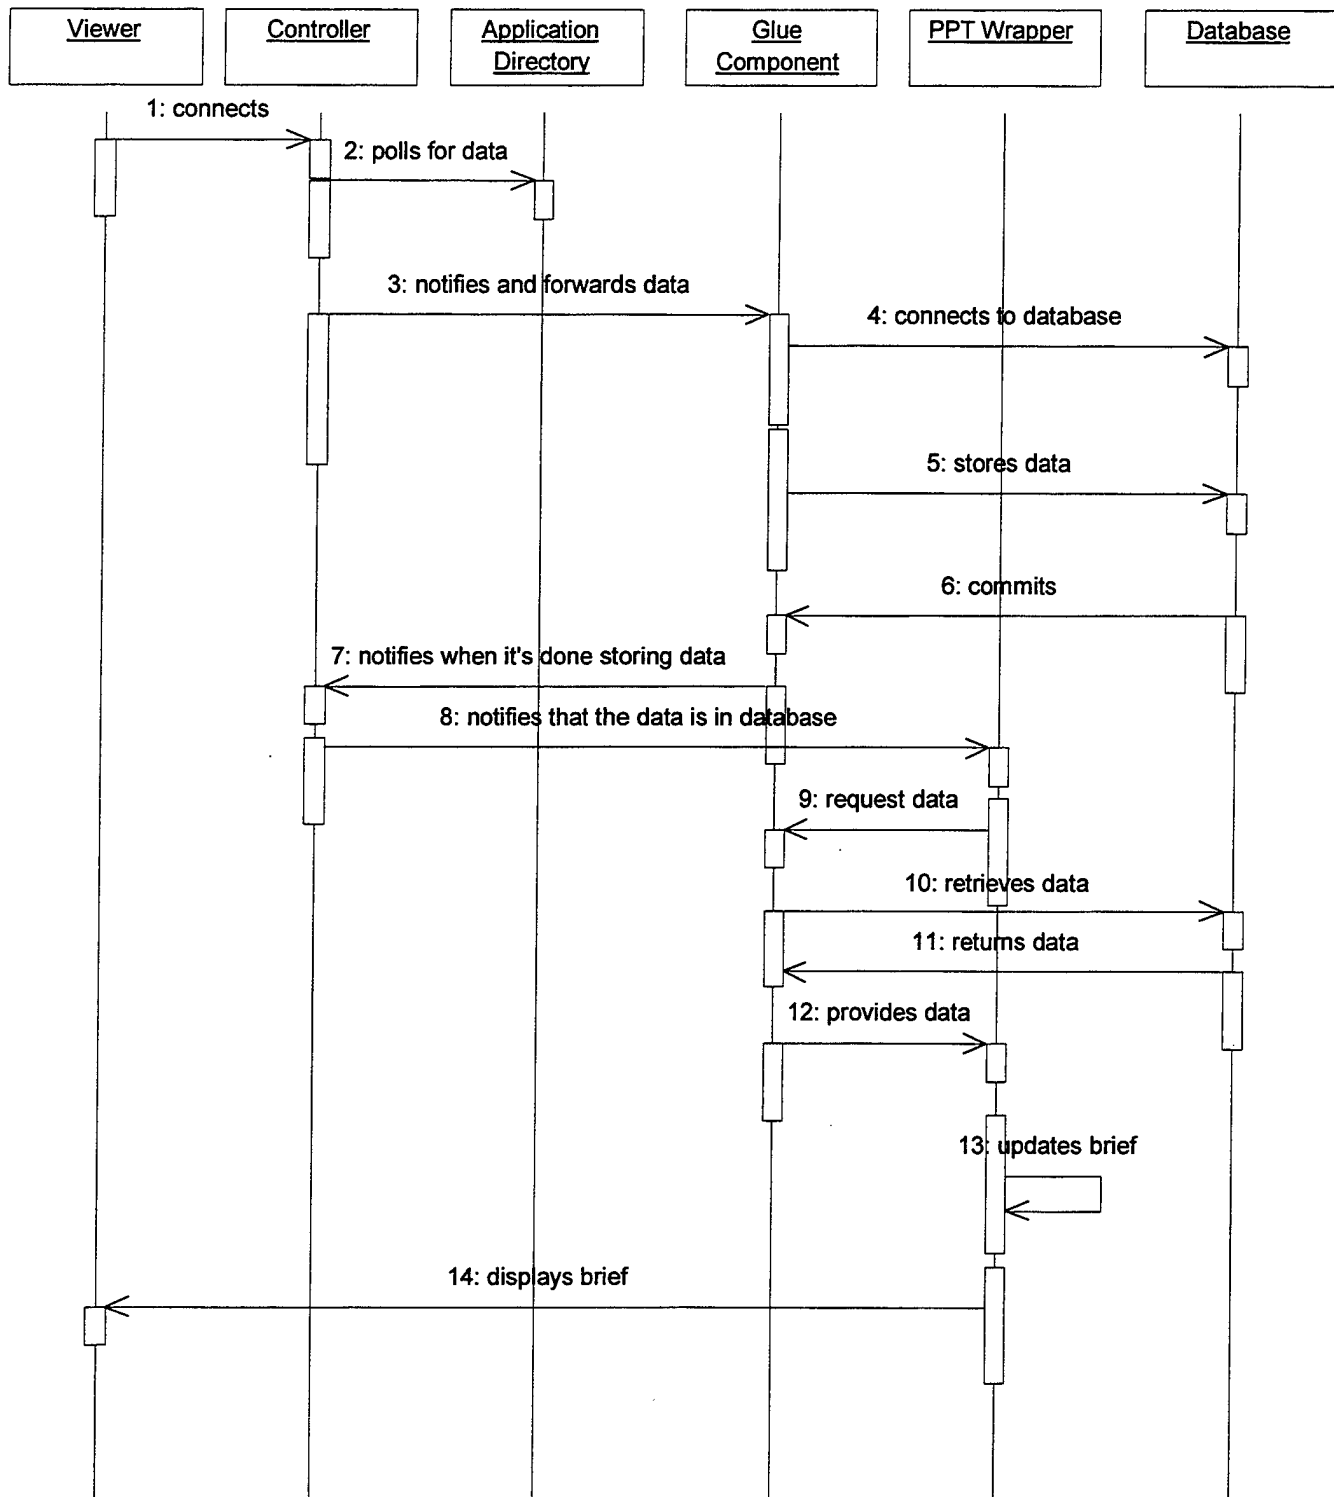 Viewer
Controller
Application
Directory
Glue
Component
PPT Wrapper
Database
1: connects
2: polls for data
3: notifies and forwards data
4: connects to database
5: stores data
6: commits
7: notifies when it's done storing data
8: notifies that the data is in database
9: request data
10: retrieves data
11: returns data
12: provides data
13: updates brief
14: displays brief